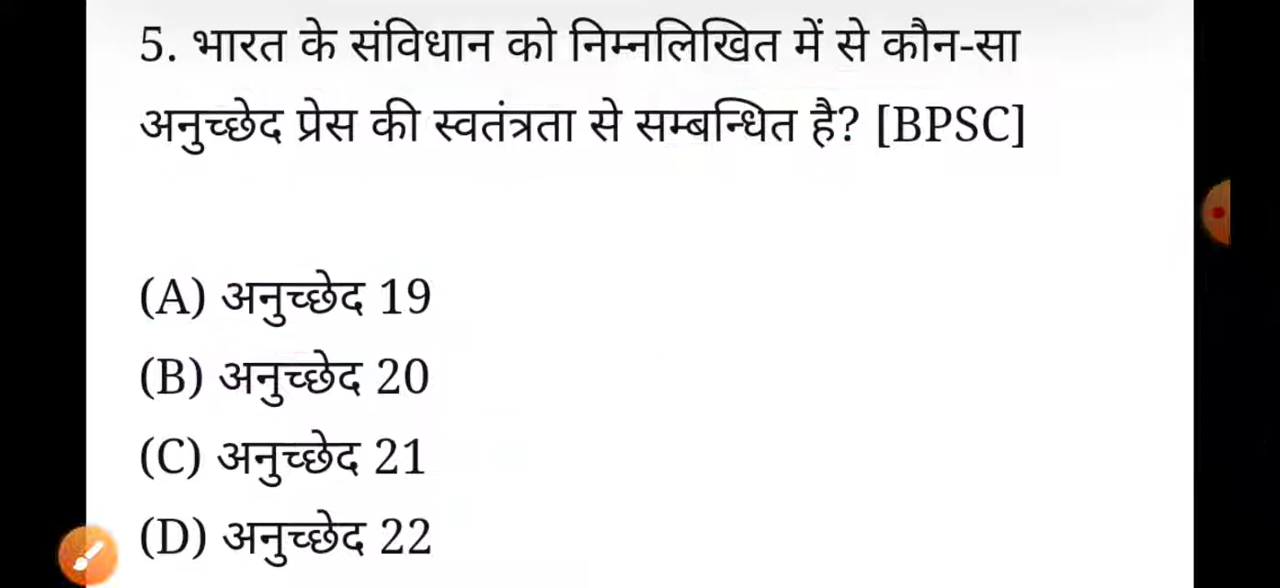 5. भारत के संविधान को निम्नलिखित में से कौन-सा
अनुच्छेद प्रेस की स्वतंत्रता से सम्बन्धित है? [BPSC]
(A) अनुच्छेद 19
(B) अनुच्छेद 20
(C) अनुच्छेद 21
(D) अनुच्छेद 22